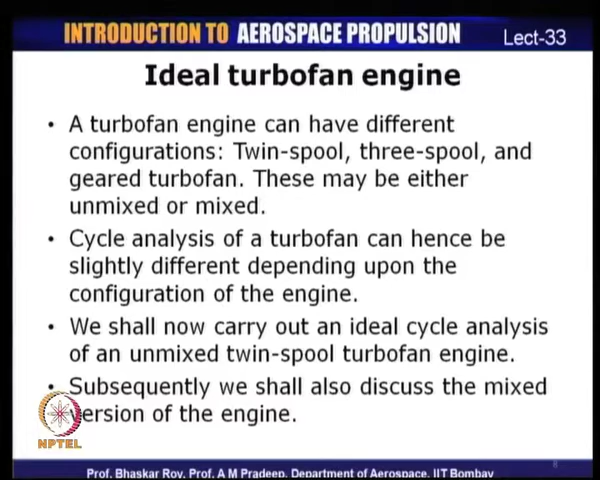 INTRODUCTION TO AEROSPACE PROPULSION
Lect-33
Ideal turbofan engine
• A turbofan engine can have different
configurations: Twin-spool, three-spool, and
geared turbofan. These may be either
unmixed or mixed.
• Cycle analysis of a turbofan can hence be
slightly different depending upon the
configuration of the engine.
• We shall now carry out an ideal cycle analysis
of an unmixed twin-spool turbofan engine.
• Subsequently we shall also discuss the mixed
version of the engine.
NPTEL
Prof. Bhaskar Roy, Prof. A M Pradeep, Department of Aerospace, IIT Bombay
8